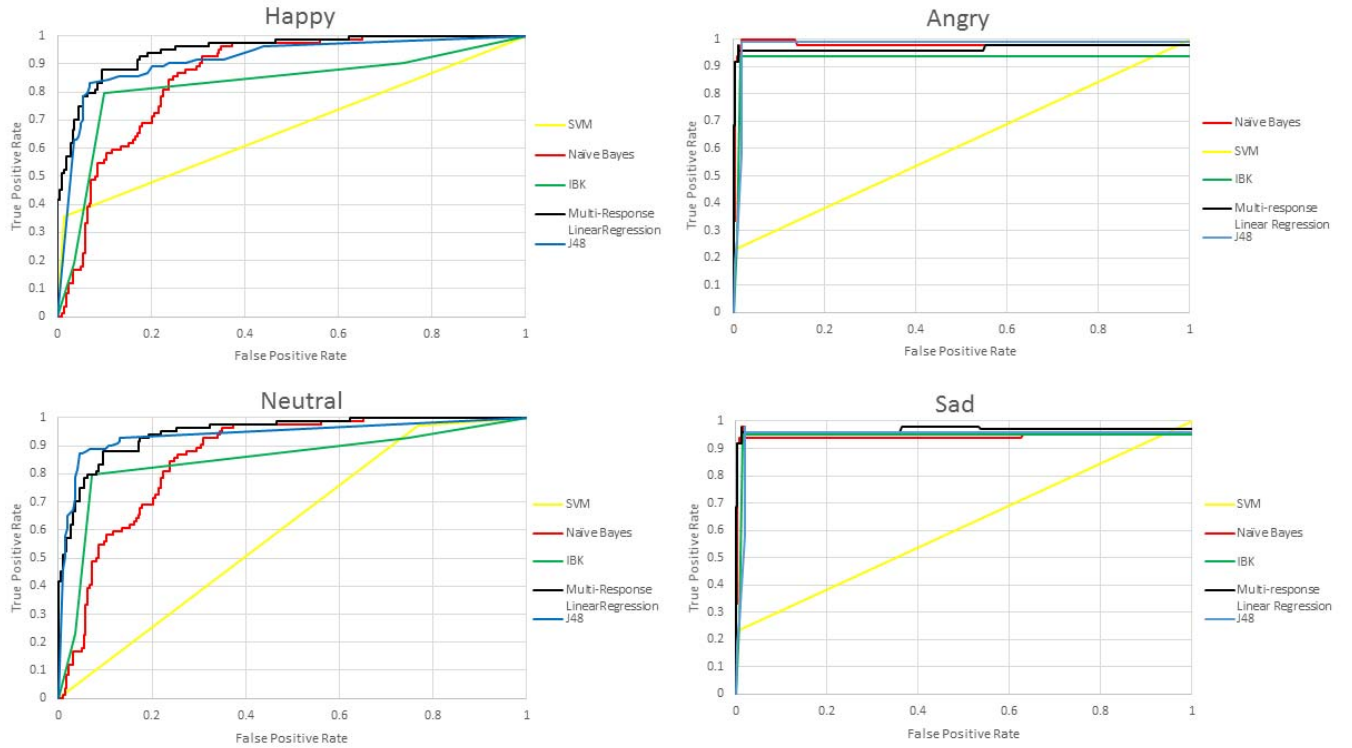 Happy
1
0.9
0.8
0.7
0.6
0.5
0.4
0.3
0.2
0.1
0
True Positive Rate
0
0.2
0.4
0.6
0.8
1
False Positive Rate
SVM
Naïve Bayes
IBK
Multi-Response
LinearRegression
J48
Angry
1
0.9
0.8
0.7
0.6
0.5
0.4
0.3
0.2
0.1
0
True Positive Rate
0
0.2
0.4
0.6
0.8
1
False Positive Rate
Naïve Bayes
SVM
IBK
Multi-response
Linear Regression
J48
Neutral
1
0.9
0.8
0.7
0.6
0.5
0.4
0.3
0.2
0.1
0
True Positive Rate
0
0.2
0.4
0.6
0.8
1
False Positive Rate
SVM
Naïve Bayes
IBK
Multi-Response
LinearRegression
J48
Sad
1
0.9
0.8
0.7
0.6
0.5
0.4
0.3
0.2
0.1
0
True Positive Rate
0
0.2
0.4
0.6
0.8
1
False Positive Rate
SVM
Naïve Bayes
IBK
Multi-response
Linear Regression
J48